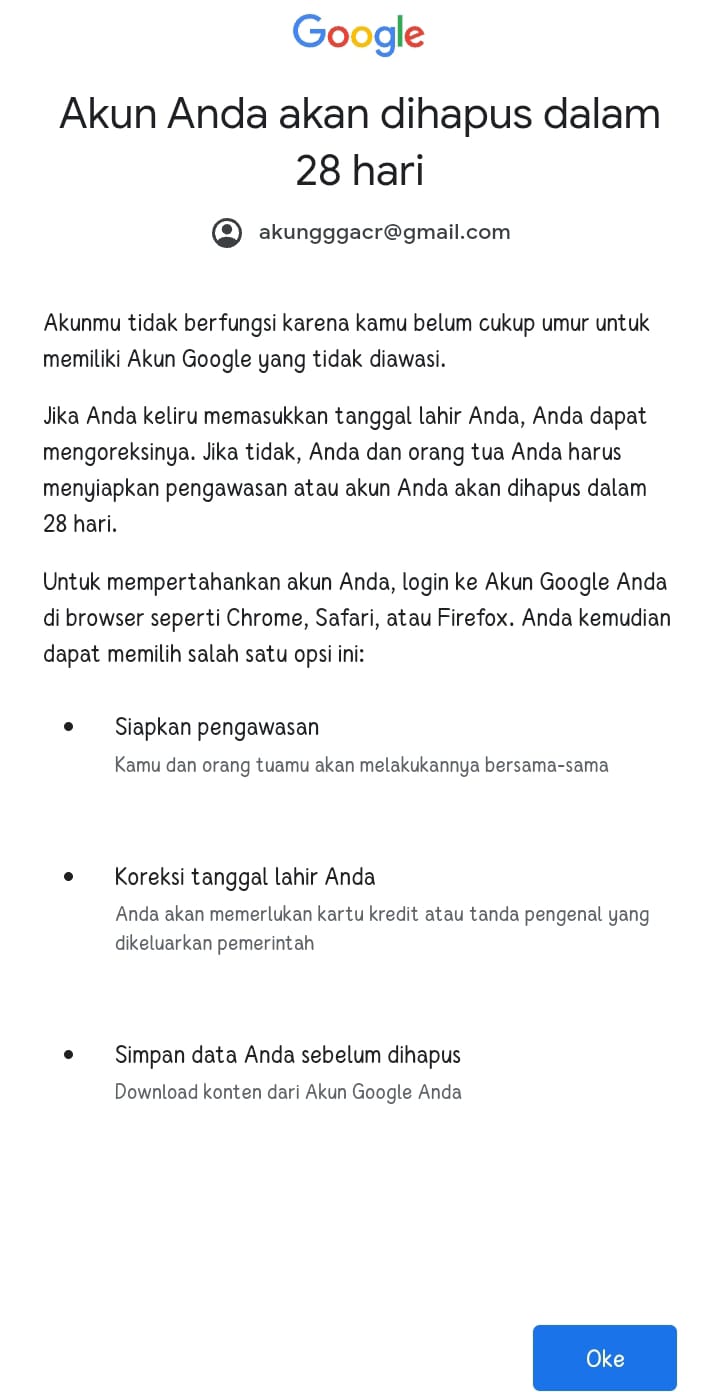 Google
Akun Anda akan dihapus dalam
28 hari
akungggacr@gmail.com
Akunmu tidak berfungsi karena kamu belum cukup umur untuk
memiliki Akun Google yang tidak diawasi.
Jika Anda keliru memasukkan tanggal lahir Anda, Anda dapat
mengoreksinya. Jika tidak, Anda dan orang tua Anda harus
menyiapkan pengawasan atau akun Anda akan dihapus dalam
28 hari.
Untuk mempertahankan akun Anda, login ke Akun Google Anda
di browser seperti Chrome, Safari, atau Firefox. Anda kemudian
dapat memilih salah satu opsi ini:
• Siapkan pengawasan
Kamu dan orang tuamu akan melakukannya bersama-sama
• Koreksi tanggal lahir Anda
Anda akan memerlukan kartu kredit atau tanda pengenal yang
dikeluarkan pemerintah
• Simpan data Anda sebelum dihapus
Download konten dari Akun Google Anda
Oke